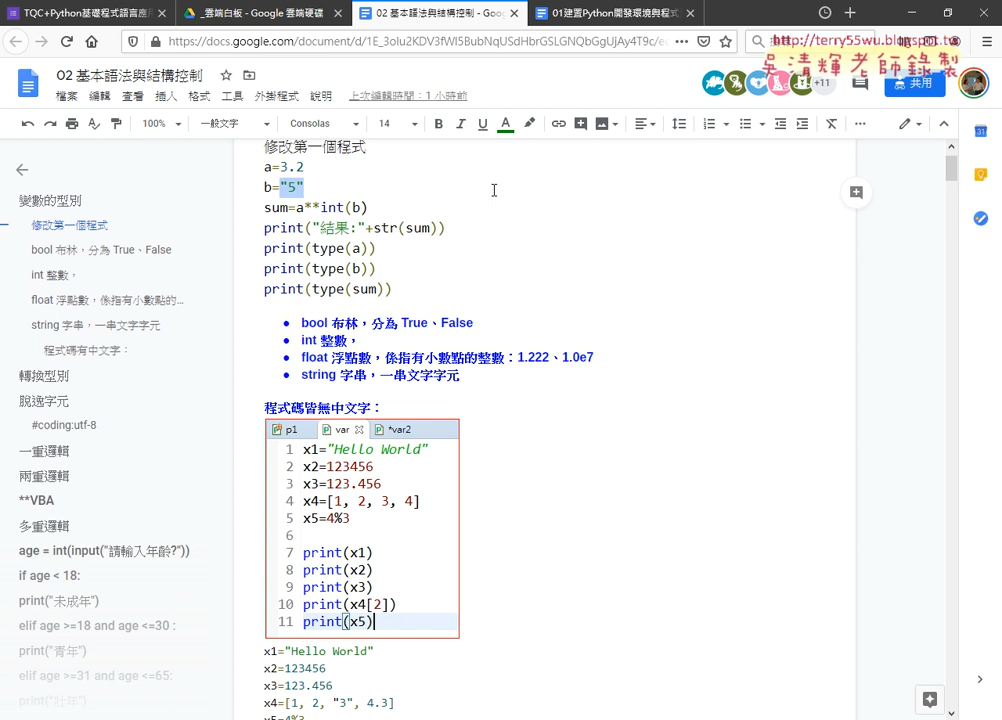 TQC+Python基礎程式語言應用
_雲端白板 - Google 雲端硬碟
02 基本語法與結構控制 - Goog
01建置Python開發環境與程式
http://terry55wu.blogspot.tw
吳清輝老師錄製
02 基本語法與結構控制
檔案 編輯 查看 插入 格式 工具 外掛程式 說明 上次編輯時間：1 小時前
+11
共用
100% 一般文字 Consolas 14 B I U A
變數的型別
修改第一個程式
bool 布林，分為 True、False
int 整數，
float 浮點數，係指有小數點的...
string 字串，一串文字字元
程式碼有中文字：
轉換型別
脫逸字元
#coding:utf-8
一重邏輯
兩重邏輯
**VBA
多重邏輯
age = int(input("請輸入年齡?"))
if age < 18:
print("未成年")
elif age >=18 and age <=30 :
print("青年")
elif age >=31 and age <=65:
print("壯年")
修改第一個程式
a=3.2
b="5"
sum=a**int(b)
print("結果:"+str(sum))
print(type(a))
print(type(b))
print(type(sum))
● bool 布林，分為 True、False
● int 整數，
● float 浮點數，係指有小數點的整數：1.222、1.0e7
● string 字串，一串文字字元
程式碼皆無中文字：
p1 var *var2
1 x1="Hello World"
2 x2=123456
3 x3=123.456
4 x4=[1, 2, 3, 4]
5 x5=4%3
6
7 print(x1)
8 print(x2)
9 print(x3)
10 print(x4[2])
11 print(x5)
x1="Hello World"
x2=123456
x3=123.456
x4=[1, 2, "3", 4.3]
x5=4%3